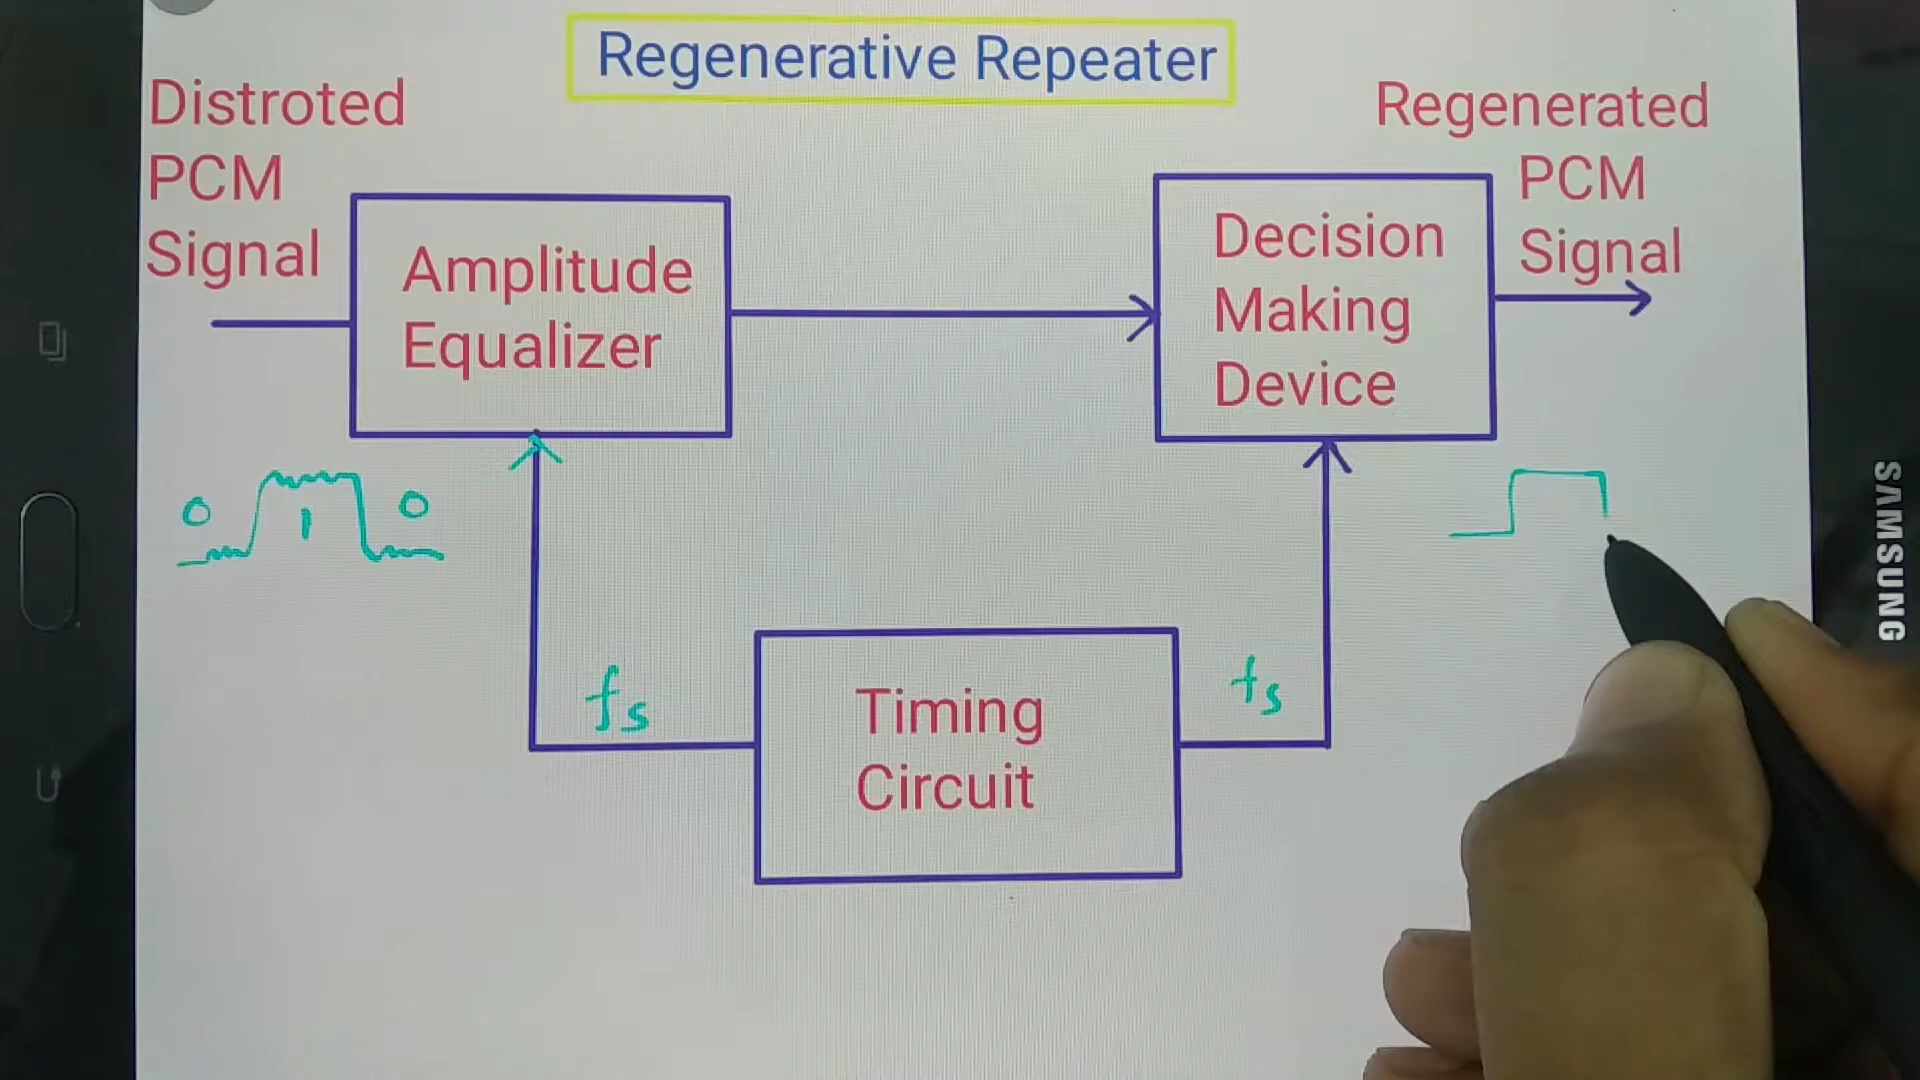 Regenerative Repeater
Distroted
PCM
Signal
Amplitude
Equalizer
Decision
Making
Device
Regenerated
PCM
Signal
0
1
0
fs
Timing
Circuit
fs
SAMSUNG